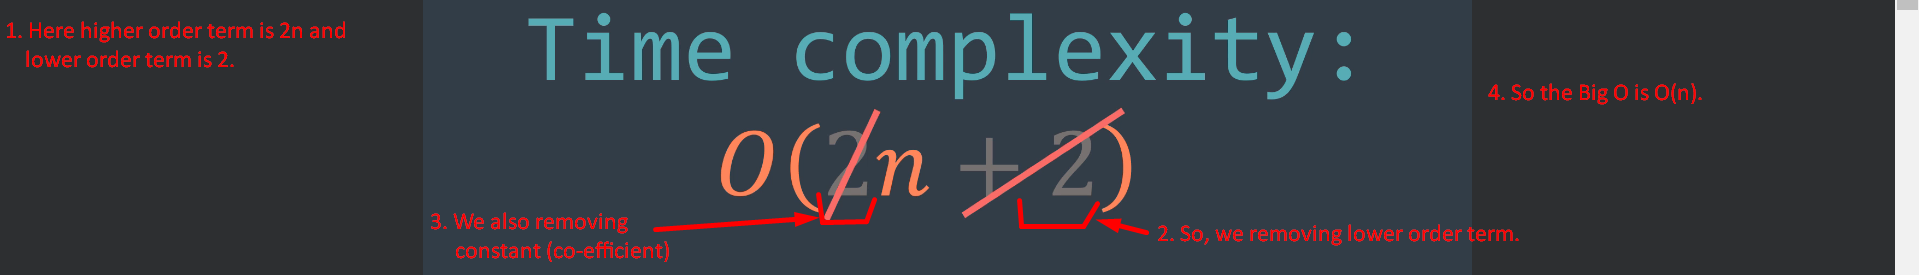 1. Here higher order term is 2n and
lower order term is 2.
Time complexity:
O(2n + 2)
3. We also removing
constant (co-efficient)
2. So, we removing lower order term.
4. So the Big O is O(n).